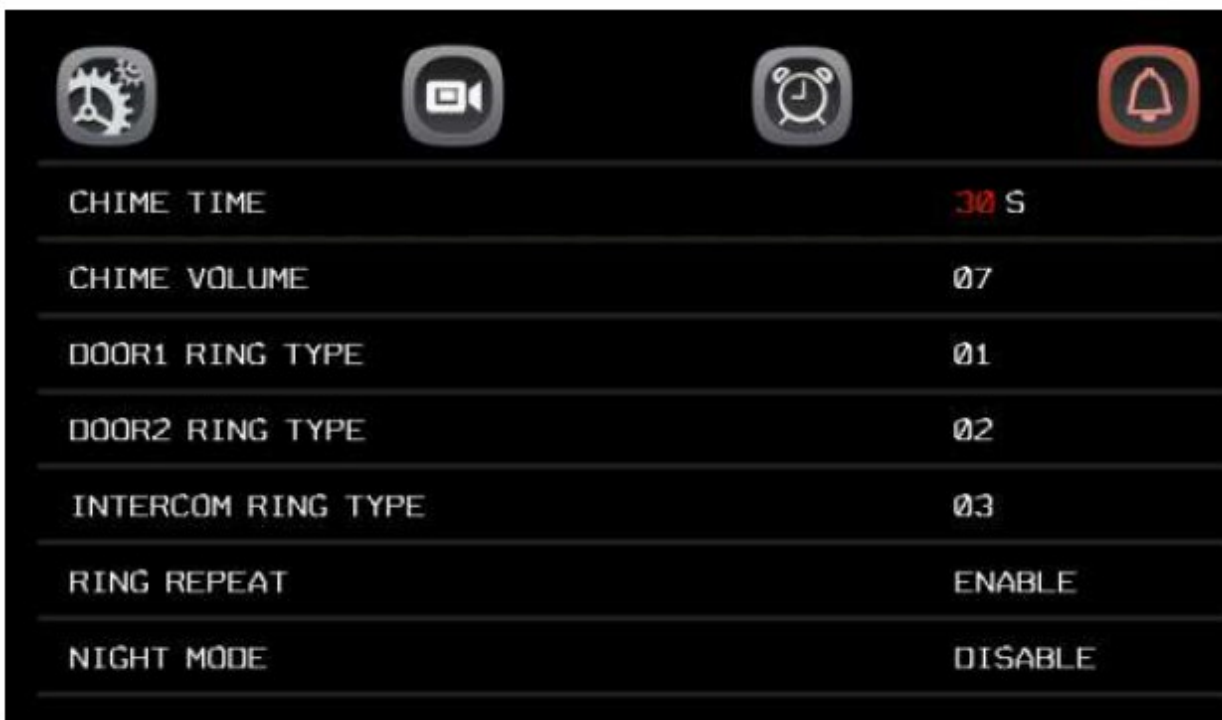 CHIME TIME 30 S
CHIME VOLUME 07
DOOR1 RING TYPE 01
DOOR2 RING TYPE 02
INTERCOM RING TYPE 03
RING REPEAT ENABLE
NIGHT MODE DISABLE